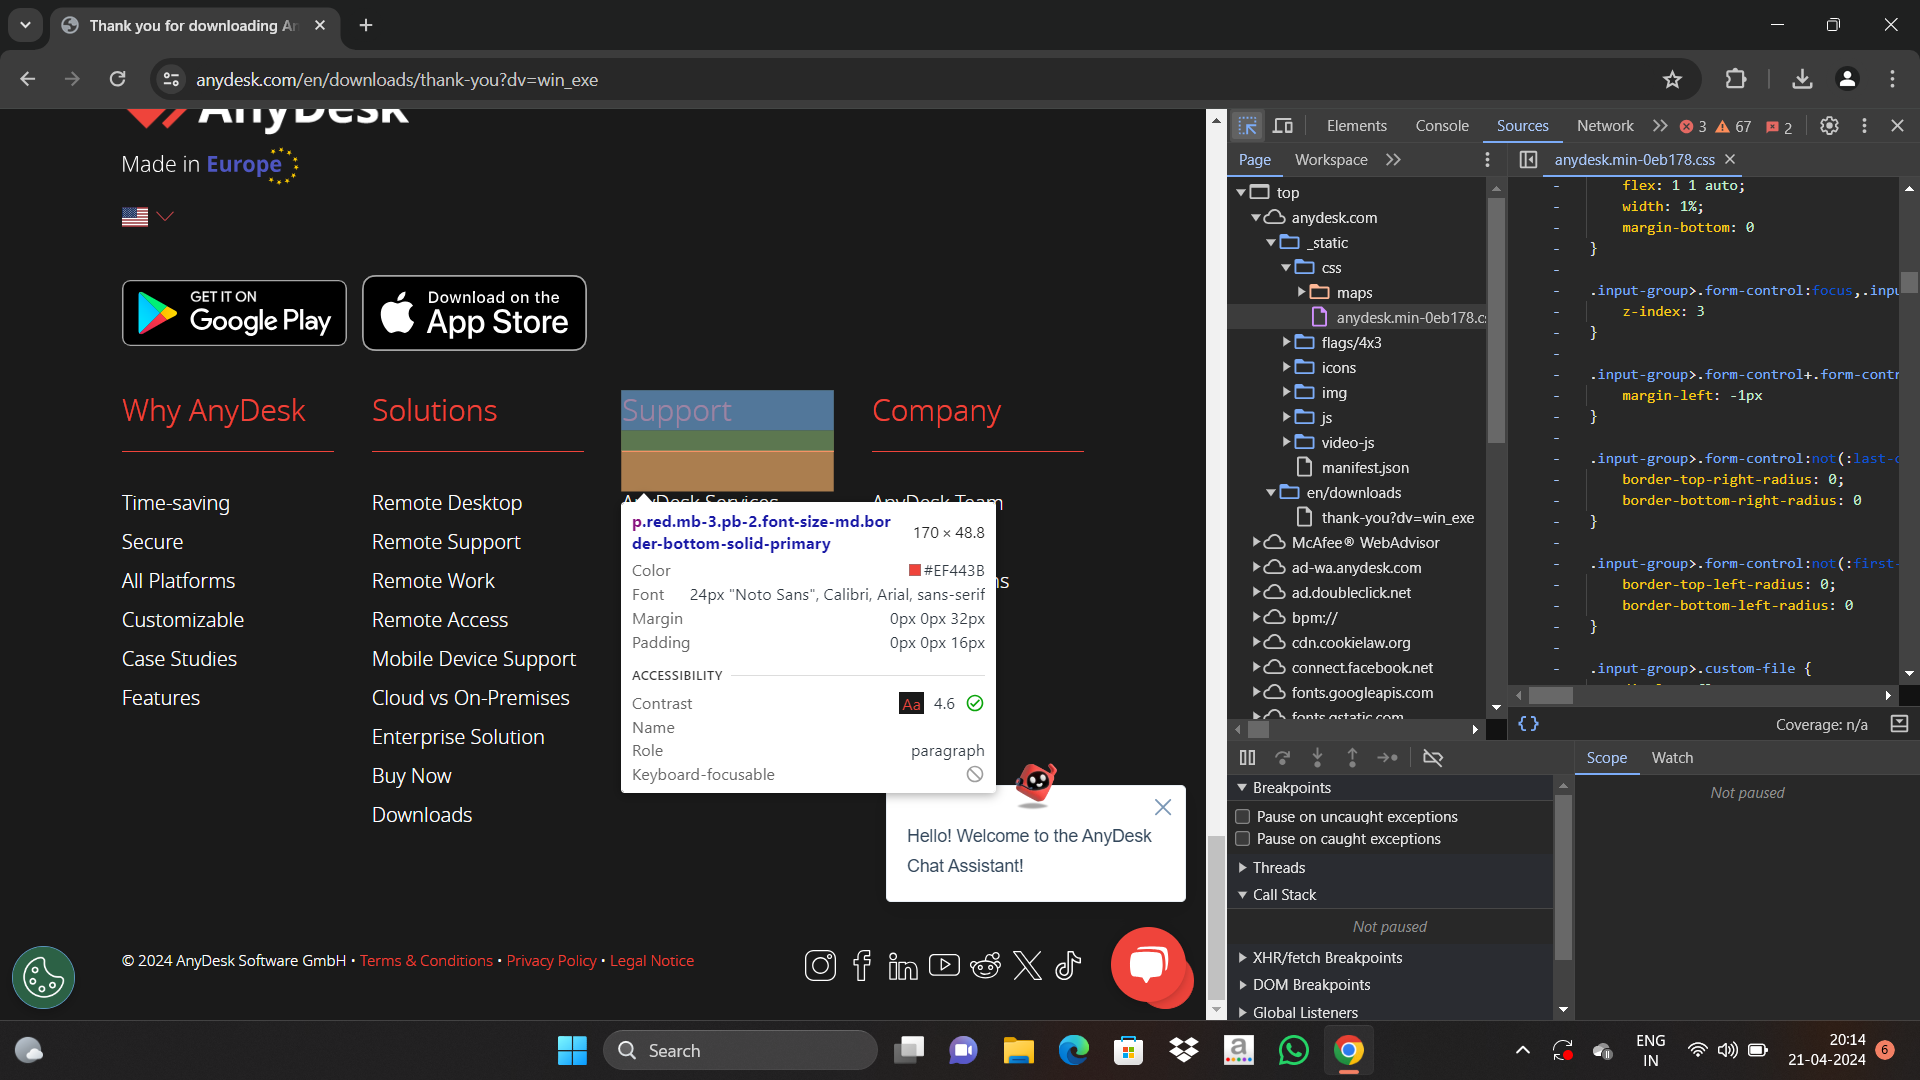 Thank you for downloading An
anydesk.com/en/downloads/thank-you?dv=win_exe
AnyDesk
Made in Europe
GET IT ON
Google Play
Download on the
App Store
Why AnyDesk
Time-saving
Secure
All Platforms
Customizable
Case Studies
Features
Solutions
Remote Desktop
Remote Support
Remote Work
Remote Access
Mobile Device Support
Cloud vs On-Premises
Enterprise Solution
Buy Now
Downloads
Support
AnyDesk Services
Company
AnyDesk Team
ns
p.red.mb-3.pb-2.font-size-md.bor
der-bottom-solid-primary
170 × 48.8
Color #EF443B
Font 24px "Noto Sans", Calibri, Arial, sans-serif
Margin 0px 0px 32px
Padding 0px 0px 16px
ACCESSIBILITY
Contrast Aa 4.6
Name
Role paragraph
Keyboard-focusable
Hello! Welcome to the AnyDesk
Chat Assistant!
© 2024 AnyDesk Software GmbH • Terms & Conditions • Privacy Policy • Legal Notice
Elements Console Sources Network 3 67 2
Page Workspace
top
anydesk.com
_static
css
maps
anydesk.min-0eb178.c
flags/4x3
icons
img
js
video-js
manifest.json
en/downloads
thank-you?dv=win_exe
McAfee® WebAdvisor
ad-wa.anydesk.com
ad.doubleclick.net
bpm://
cdn.cookielaw.org
connect.facebook.net
fonts.googleapis.com
fonts.gstatic.com
anydesk.min-0eb178.css
- flex: 1 1 auto;
- width: 1%;
- margin-bottom: 0
- }
-
- .input-group>.form-control:focus,.inpu
- z-index: 3
- }
-
- .input-group>.form-control+.form-contr
- margin-left: -1px
- }
-
- .input-group>.form-control:not(:last-c
- border-top-right-radius: 0;
- border-bottom-right-radius: 0
- }
-
- .input-group>.form-control:not(:first-
- border-top-left-radius: 0;
- border-bottom-left-radius: 0
- }
-
- .input-group>.custom-file {
{} Coverage: n/a
Breakpoints
Pause on uncaught exceptions
Pause on caught exceptions
Threads
Call Stack
Not paused
XHR/fetch Breakpoints
DOM Breakpoints
Global Listeners
Scope Watch
Not paused
Search
ENG
IN
20:14
21-04-2024
6